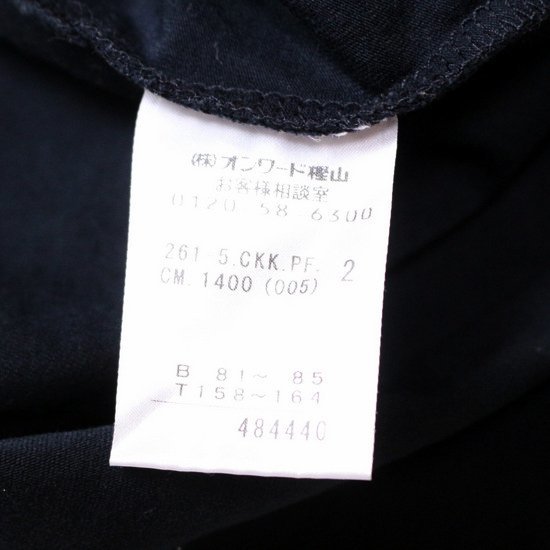 (株)オンワード樫山
お客様相談室
0120-58-6300
261 5.CKK.PF. 2
CM.1400 (005)
B 81～ 85
T158～164
484440